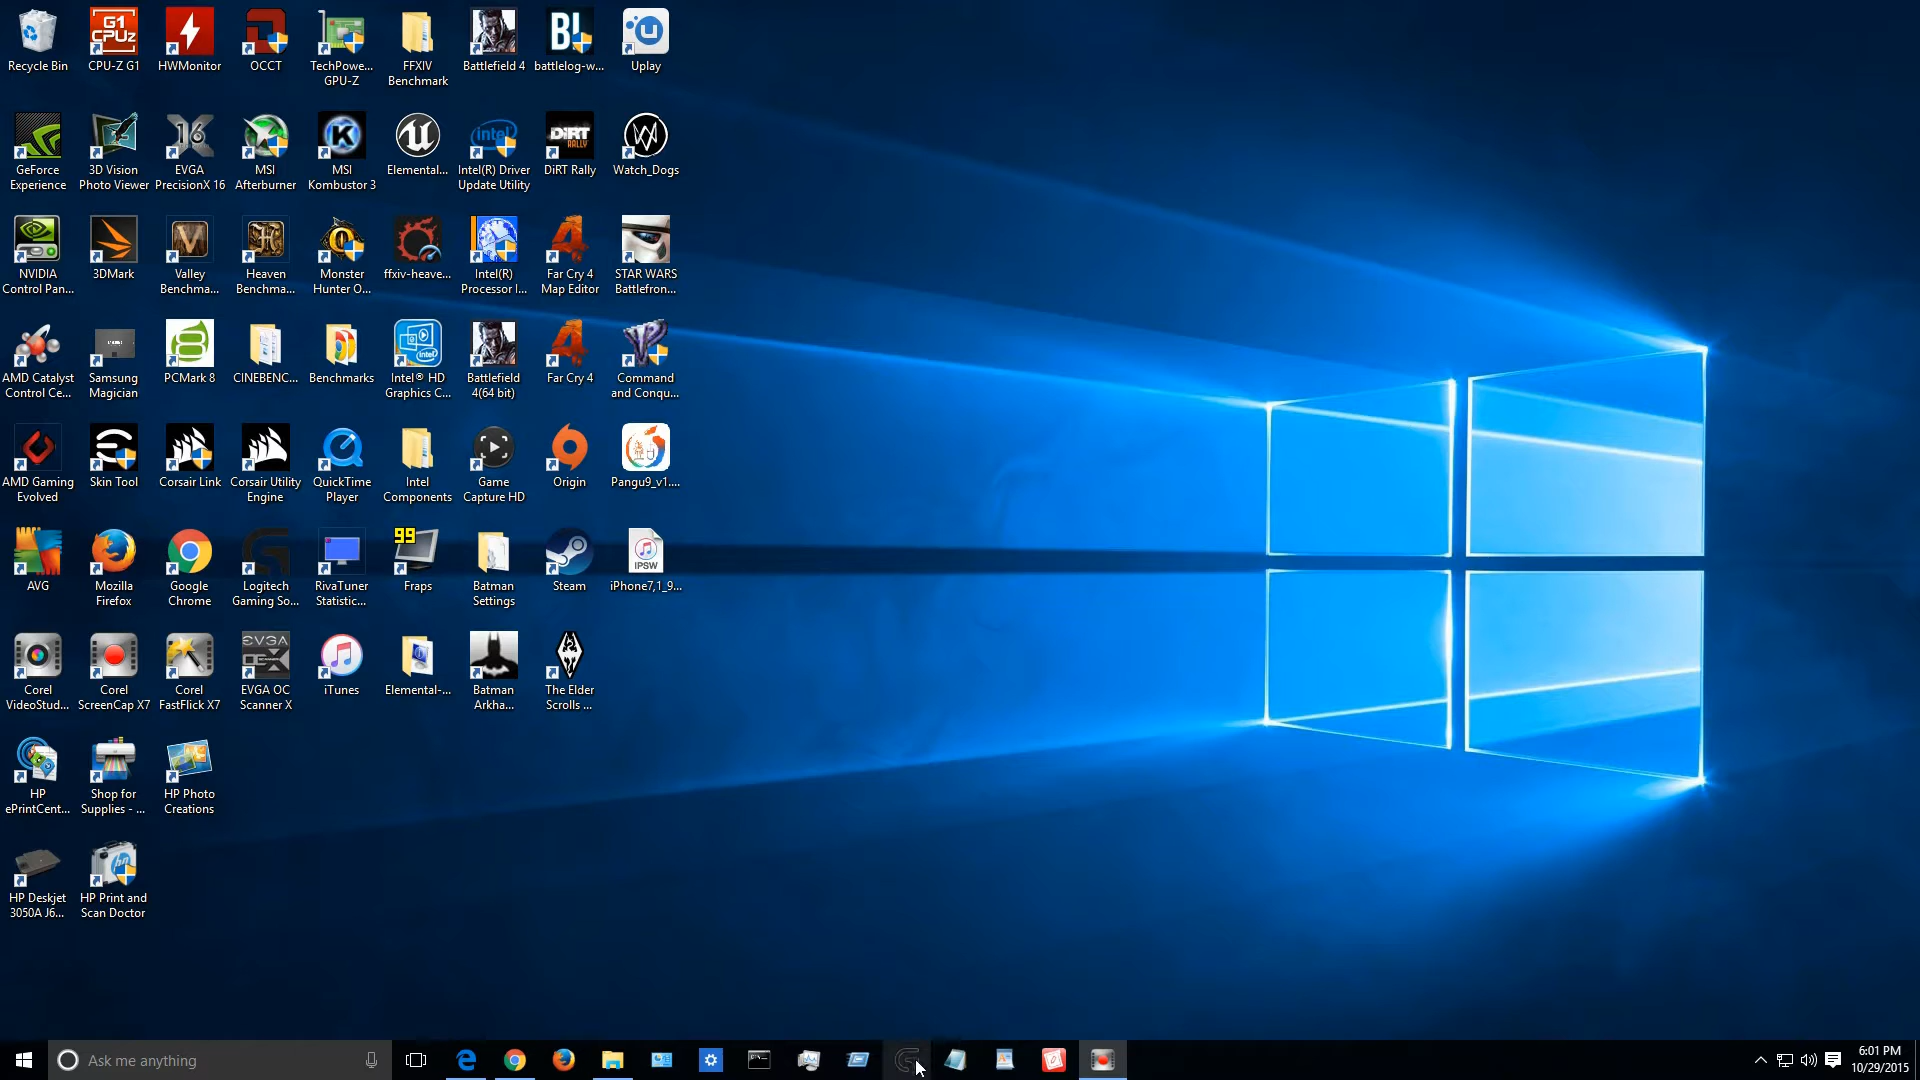 Recycle Bin
CPU-Z G1
HWMonitor
OCCT
TechPowe...
GPU-Z
FFXIV
Benchmark
Battlefield 4
battlelog-w...
Uplay
GeForce
Experience
3D Vision
Photo Viewer
EVGA
PrecisionX 16
MSI
Afterburner
MSI
Kombustor 3
Elemental...
Intel(R) Driver
Update Utility
DiRT Rally
Watch_Dogs
NVIDIA
Control Pan...
3DMark
Valley
Benchma...
Heaven
Benchma...
Monster
Hunter O...
ffxiv-heave...
Intel(R)
Processor I...
Far Cry 4
Map Editor
STAR WARS
Battlefron...
AMD Catalyst
Control Ce...
Samsung
Magician
PCMark 8
CINEBENC...
Benchmarks
Intel® HD
Graphics C...
Battlefield
4(64 bit)
Far Cry 4
Command
and Conqu...
AMD Gaming
Evolved
Skin Tool
Corsair Link
Corsair Utility
Engine
QuickTime
Player
Intel
Components
Game
Capture HD
Origin
Pangu9_v1....
AVG
Mozilla
Firefox
Google
Chrome
Logitech
Gaming So...
RivaTuner
Statistic...
99
Fraps
Batman
Settings
Steam
IPSW
iPhone7,1_9...
Corel
VideoStud...
Corel
ScreenCap X7
Corel
FastFlick X7
EVGA OC
Scanner X
iTunes
Elemental-...
Batman
Arkha...
The Elder
Scrolls ...
HP
ePrintCent...
Shop for
Supplies - ...
HP Photo
Creations
HP Deskjet
3050A J6...
HP Print and
Scan Doctor
Ask me anything
6:01 PM
10/29/2015